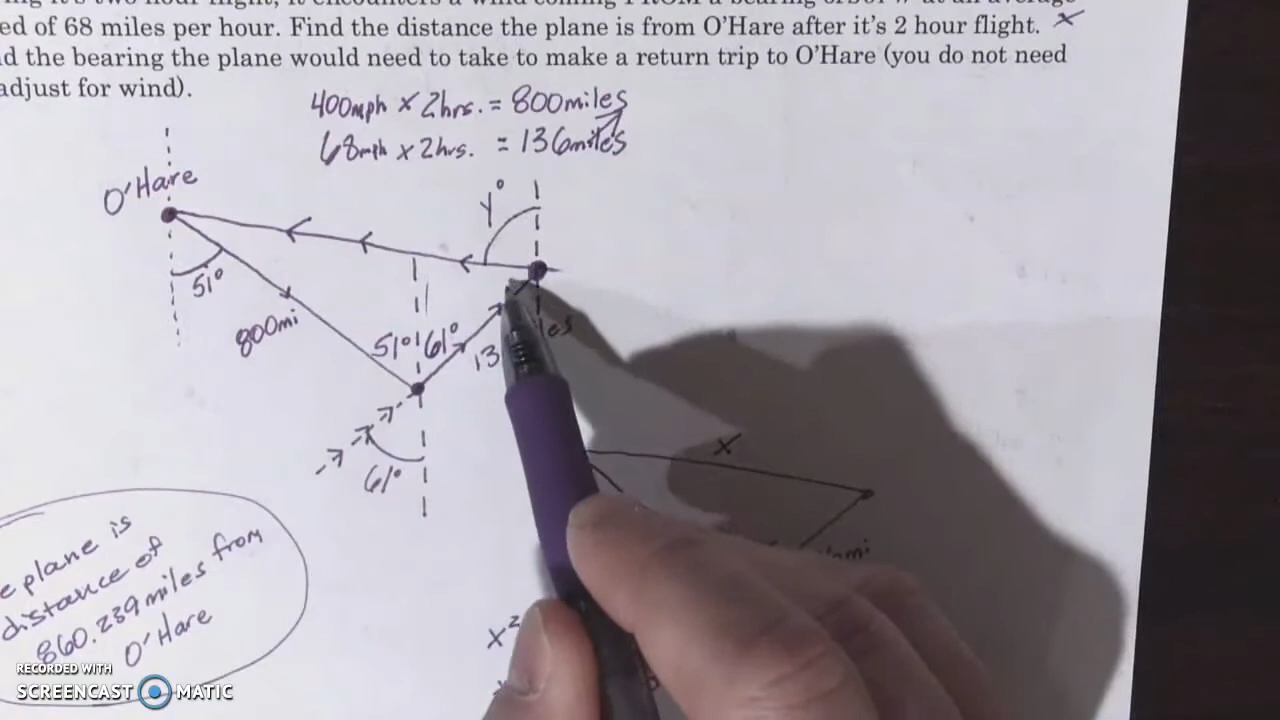 ed of 68 miles per hour. Find the distance the plane is from O'Hare after it's 2 hour flight. x
d the bearing the plane would need to take to make a return trip to O'Hare (you do not need
adjust for wind).
400mph x 2hrs. = 800miles
68mph x 2hrs. = 136miles
O'Hare
y°
51°
800mi
51° 61°
13 les
61°
x
mi
e plane is
distance of
860.239 miles from
O'Hare
x²
RECORDED WITH
SCREENCAST MATIC